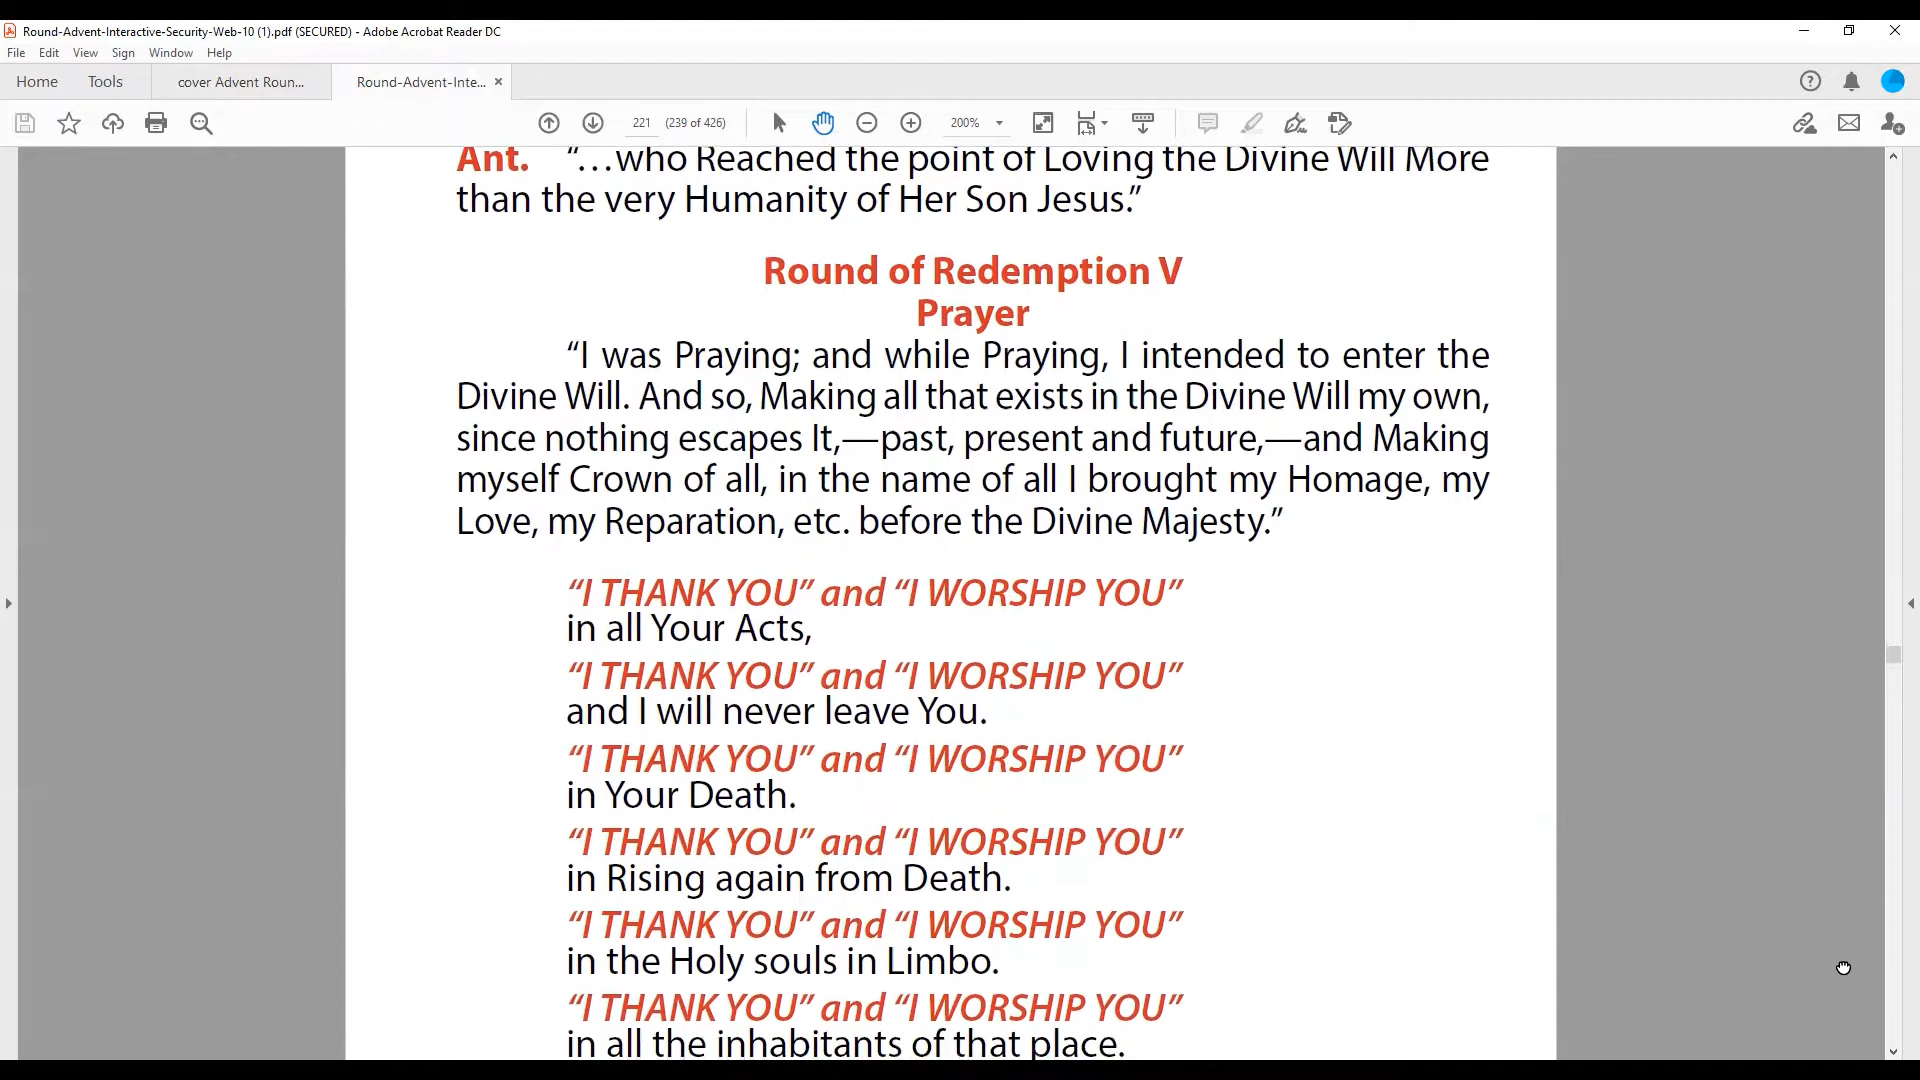 Round-Advent-Interactive-Security-Web-10 (1).pdf (SECURED) - Adobe Acrobat Reader DC
File Edit View Sign Window Help
Home Tools cover Advent Roun... Round-Advent-Inte... ×
221 (239 of 426) 200%
Ant. “…who Reached the point of Loving the Divine Will More
than the very Humanity of Her Son Jesus.”
Round of Redemption V
Prayer
“I was Praying; and while Praying, I intended to enter the
Divine Will. And so, Making all that exists in the Divine Will my own,
since nothing escapes It,—past, present and future,—and Making
myself Crown of all, in the name of all I brought my Homage, my
Love, my Reparation, etc. before the Divine Majesty.”
“I THANK YOU” and “I WORSHIP YOU”
in all Your Acts,
“I THANK YOU” and “I WORSHIP YOU”
and I will never leave You.
“I THANK YOU” and “I WORSHIP YOU”
in Your Death.
“I THANK YOU” and “I WORSHIP YOU”
in Rising again from Death.
“I THANK YOU” and “I WORSHIP YOU”
in the Holy souls in Limbo.
“I THANK YOU” and “I WORSHIP YOU”
in all the inhabitants of that place.